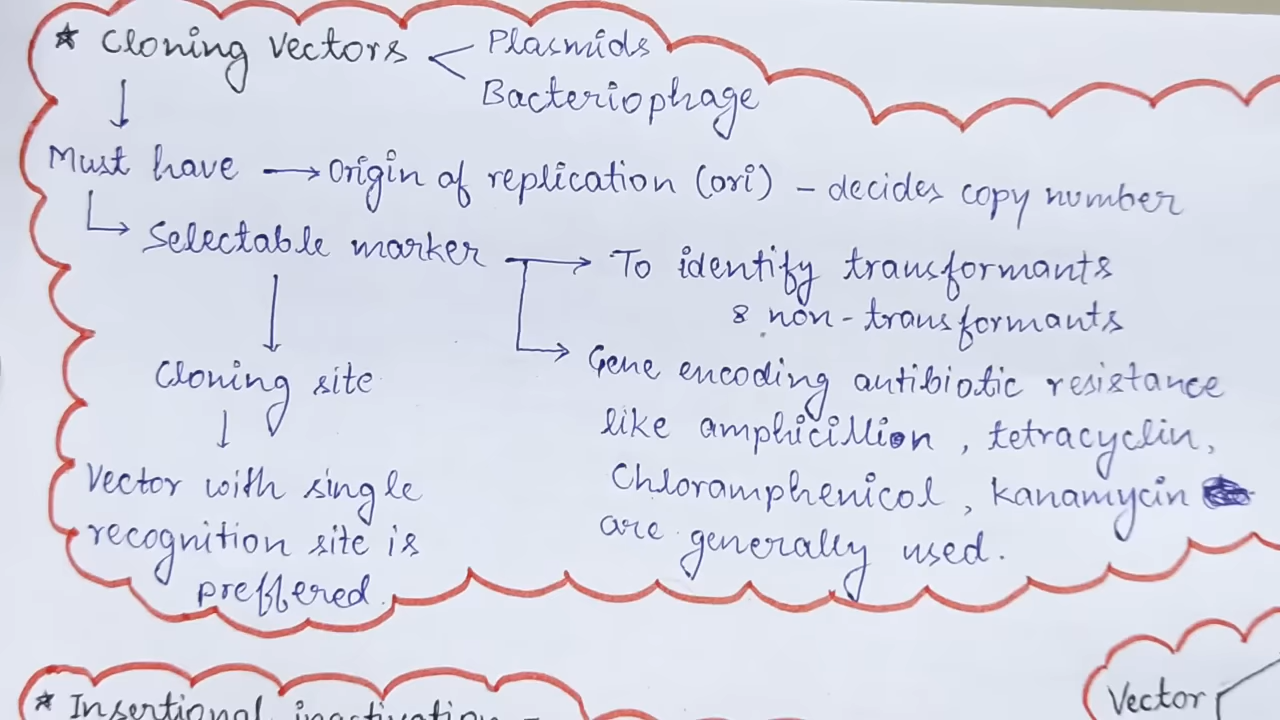 * Cloning vectors < Plasmids
Bacteriophage
↓
Must have → Origin of replication (ori) - decides copy number
↳ Selectable marker → To identify transformants
& non-transformants
→ Gene encoding antibiotic resistance
like amphicillion, tetracyclin,
Chloramphenicol, kanamycin
are generally used.
↓
Cloning site
↓
Vector with single
recognition site is
preffered.
* Insertional inactivation -
Vector